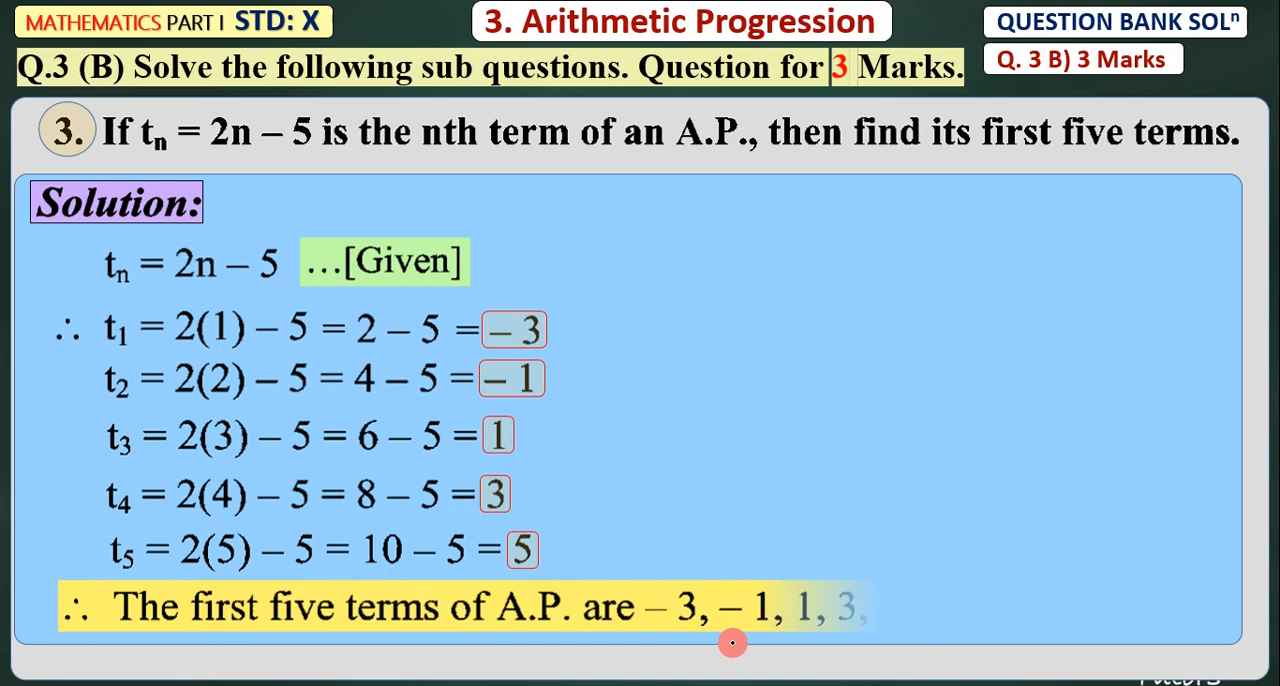 MATHEMATICS PART I STD: X
3. Arithmetic Progression
QUESTION BANK SOLⁿ
Q.3 (B) Solve the following sub questions. Question for 3 Marks.
Q. 3 B) 3 Marks
3. If tₙ = 2n – 5 is the nth term of an A.P., then find its first five terms.
Solution:
tₙ = 2n – 5 ...[Given]
∴ t₁ = 2(1) – 5 = 2 – 5 = – 3
t₂ = 2(2) – 5 = 4 – 5 = – 1
t₃ = 2(3) – 5 = 6 – 5 = 1
t₄ = 2(4) – 5 = 8 – 5 = 3
t₅ = 2(5) – 5 = 10 – 5 = 5
∴ The first five terms of A.P. are – 3, – 1, 1, 3,